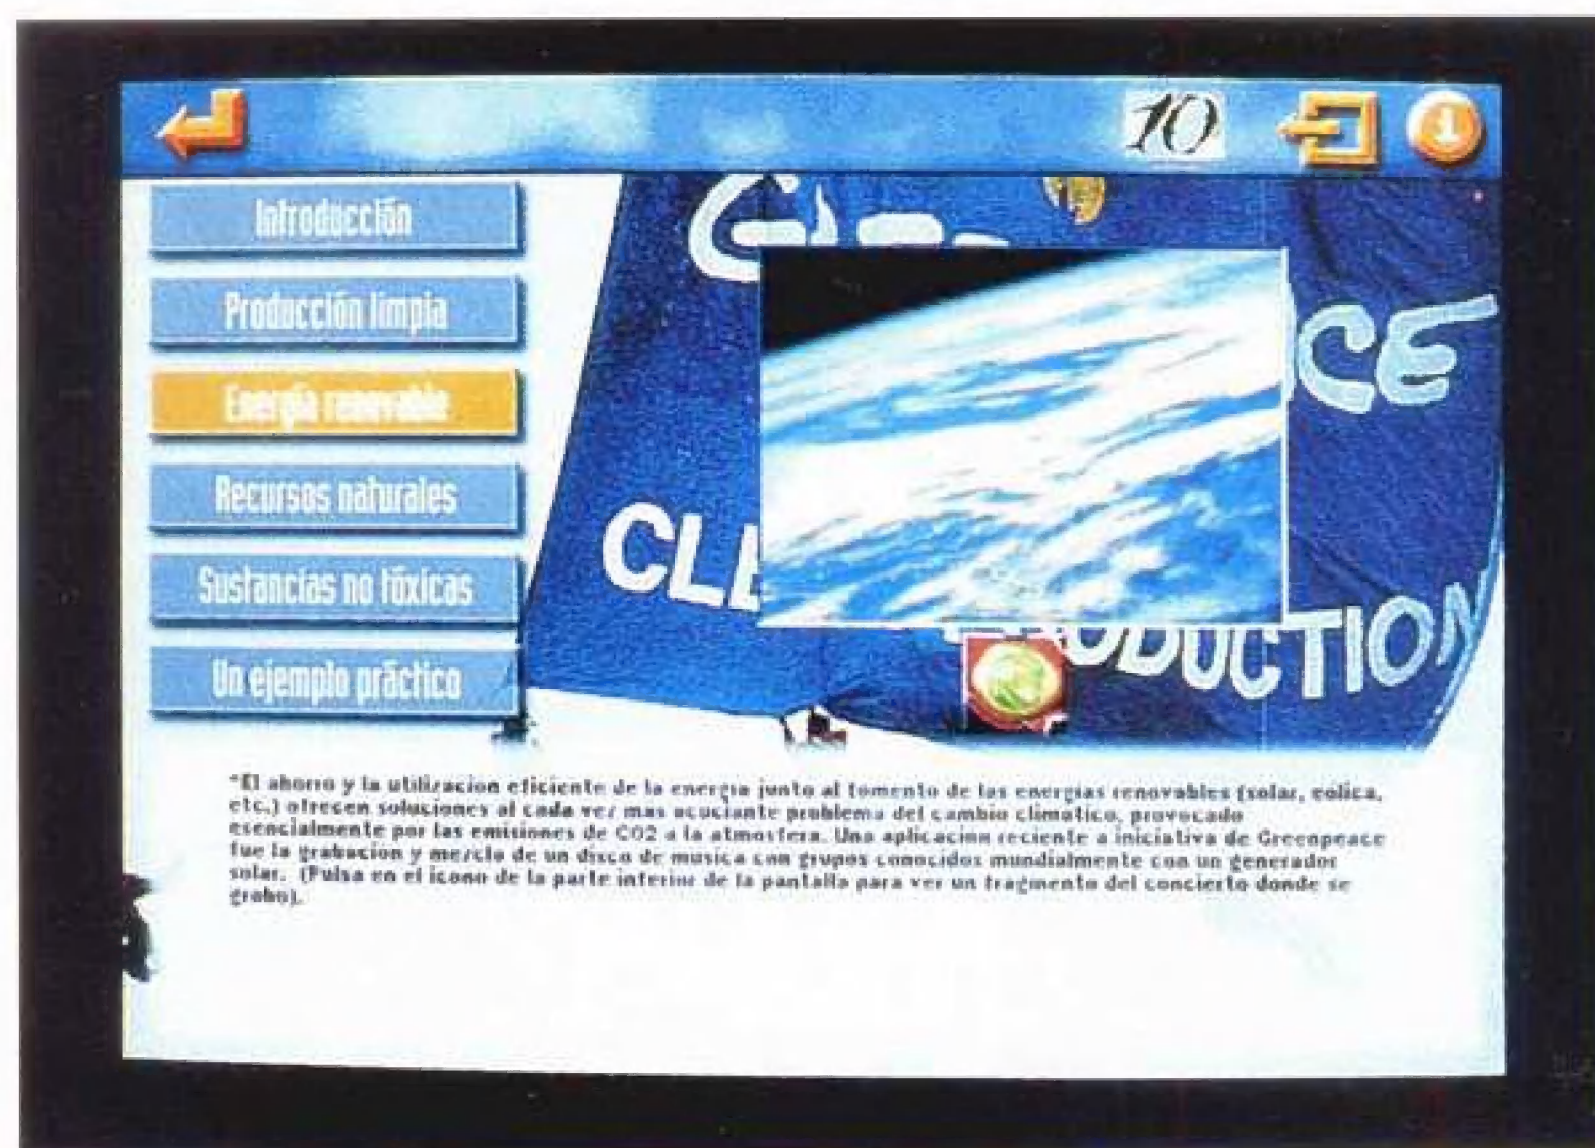 10
Introducción
Producción limpia
Energía renovable
Recursos naturales
Sustancias no tóxicas
Un ejemplo práctico
CE
CLE
PRODUCTION
"El ahorro y la utilizacion eficiente de la energia junto al fomento de las energias renovables (solar, eólica,
etc.) ofrecen soluciones al cada vez mas acuciante problema del cambio climatico, provocado
esencialmente por las emisiones de CO2 a la atmosfera. Una aplicacion reciente a iniciativa de Greenpeace
fue la grabacion y mezcla de un disco de musica con grupos conocidos mundialmente con un generador
solar. (Pulsa en el icono de la parte inferior de la pantalla para ver un fragmento del concierto donde se
grabo).